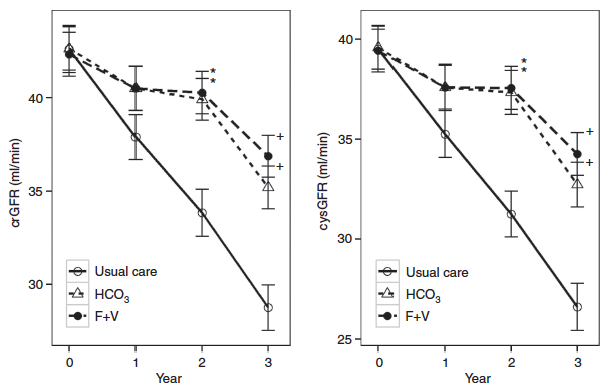 crGFR (ml/min)
40
35
30
*
*
+
+
Usual care
HCO3
F+V
0 1 2 3
Year
cysGFR (ml/min)
40
35
30
25
*
*
+
+
Usual care
HCO3
F+V
0 1 2 3
Year